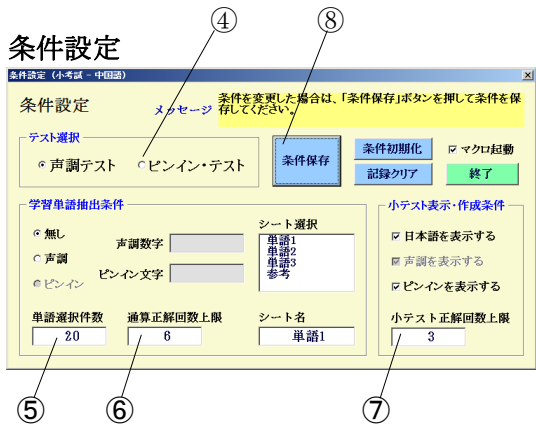 ④
⑧
条件設定
条件設定（小考試 - 中国語）
条件設定
メッセージ
条件を変更した場合は、「条件保存」ボタンを押して条件を保
存してください。
テスト選択
声調テスト
ピンイン・テスト
条件保存
条件初期化
マクロ起動
記録クリア
終了
学習単語抽出条件
無し
声調
ピンイン
声調数字
ピンイン文字
シート選択
単語1
単語2
単語3
参考
単語選択件数
20
通算正解回数上限
6
シート名
単語1
小テスト表示・作成条件
日本語を表示する
声調を表示する
ピンインを表示する
小テスト正解回数上限
3
⑤
⑥
⑦